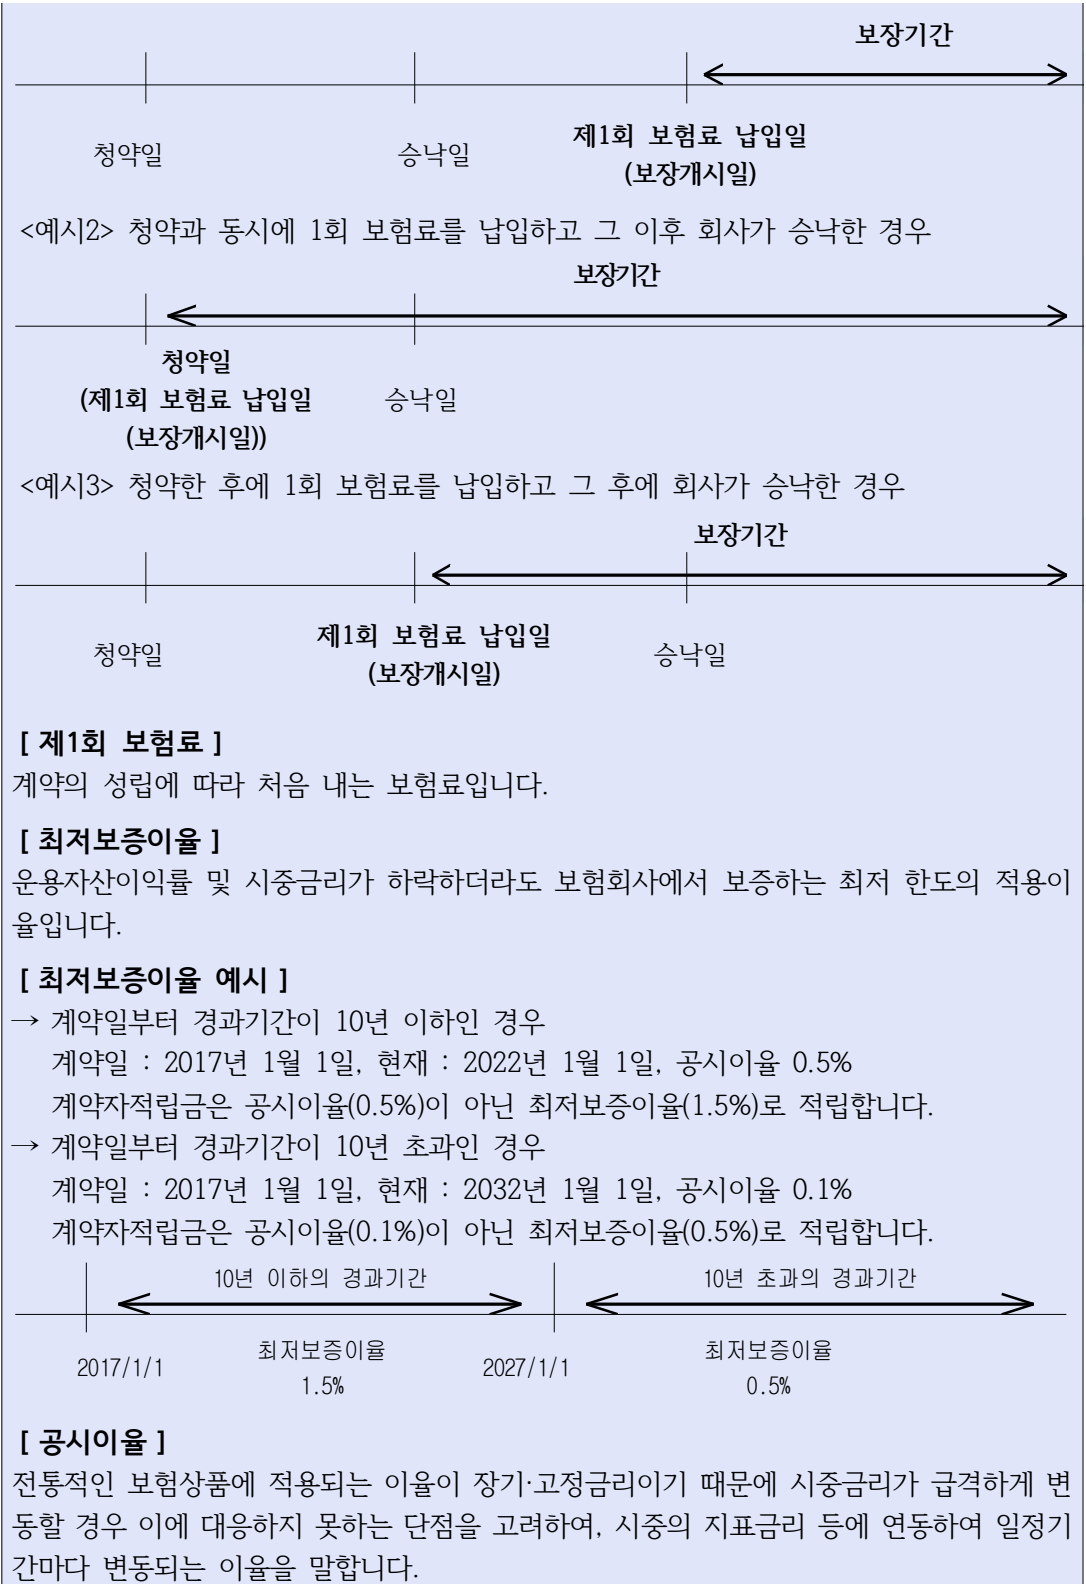 보장기간
청약일 승낙일 제1회 보험료 납입일
(보장개시일)
<예시2> 청약과 동시에 1회 보험료를 납입하고 그 이후 회사가 승낙한 경우
보장기간
청약일
(제1회 보험료 납입일 승낙일
(보장개시일))
<예시3> 청약한 후에 1회 보험료를 납입하고 그 후에 회사가 승낙한 경우
보장기간
청약일 제1회 보험료 납입일 승낙일
(보장개시일)
[ 제1회 보험료 ]
계약의 성립에 따라 처음 내는 보험료입니다.
[ 최저보증이율 ]
운용자산이익률 및 시중금리가 하락하더라도 보험회사에서 보증하는 최저 한도의 적용이
율입니다.
[ 최저보증이율 예시 ]
→ 계약일부터 경과기간이 10년 이하인 경우
계약일 : 2017년 1월 1일, 현재 : 2022년 1월 1일, 공시이율 0.5%
계약자적립금은 공시이율(0.5%)이 아닌 최저보증이율(1.5%)로 적립합니다.
→ 계약일부터 경과기간이 10년 초과인 경우
계약일 : 2017년 1월 1일, 현재 : 2032년 1월 1일, 공시이율 0.1%
계약자적립금은 공시이율(0.1%)이 아닌 최저보증이율(0.5%)로 적립합니다.
10년 이하의 경과기간 10년 초과의 경과기간
2017/1/1 최저보증이율 2027/1/1 최저보증이율
1.5% 0.5%
[ 공시이율 ]
전통적인 보험상품에 적용되는 이율이 장기·고정금리이기 때문에 시중금리가 급격하게 변
동할 경우 이에 대응하지 못하는 단점을 고려하여, 시중의 지표금리 등에 연동하여 일정기
간마다 변동되는 이율을 말합니다.